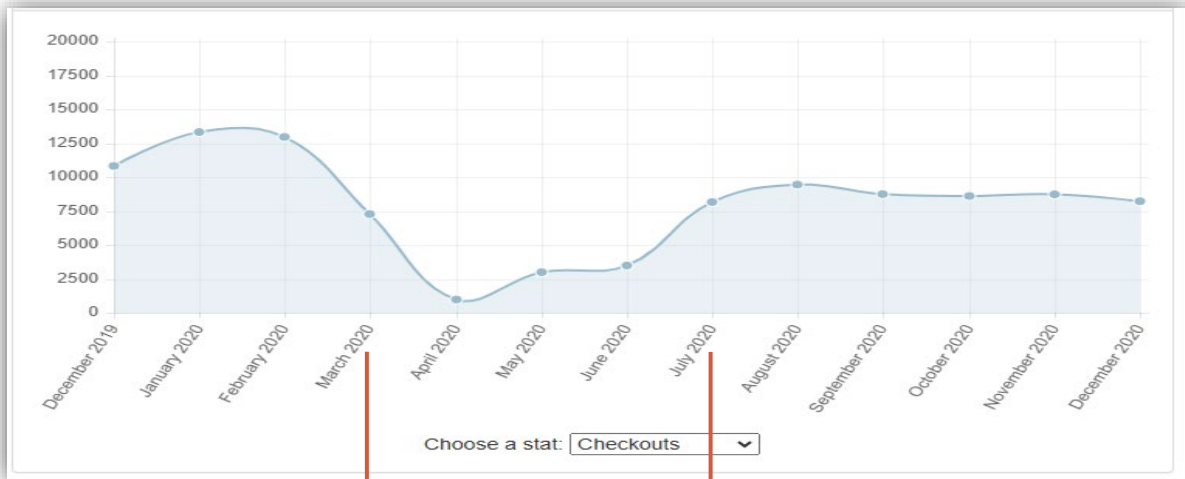 20000
17500
15000
12500
10000
7500
5000
2500
0
December 2019
January 2020
February 2020
March 2020
April 2020
May 2020
June 2020
July 2020
August 2020
September 2020
October 2020
November 2020
December 2020
Choose a stat: Checkouts